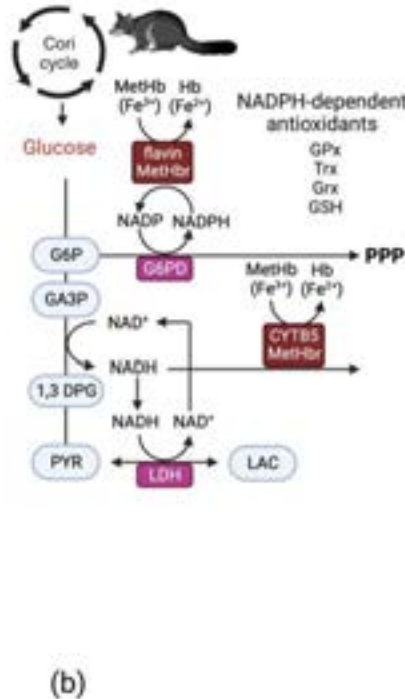 Cori
cycle
Glucose
MetHb
(Fe³⁺)
Hb
(Fe²⁺)
flavin
MetHbr
NADP
NADPH
G6PD
NADPH-dependent
antioxidants
GPx
Trx
Grx
GSH
G6P
PPP
GA3P
MetHb
(Fe³⁺)
Hb
(Fe²⁺)
CYTB5
MetHbr
NAD⁺
NADH
1,3 DPG
NADH
NAD⁺
PYR
LDH
LAC
(b)